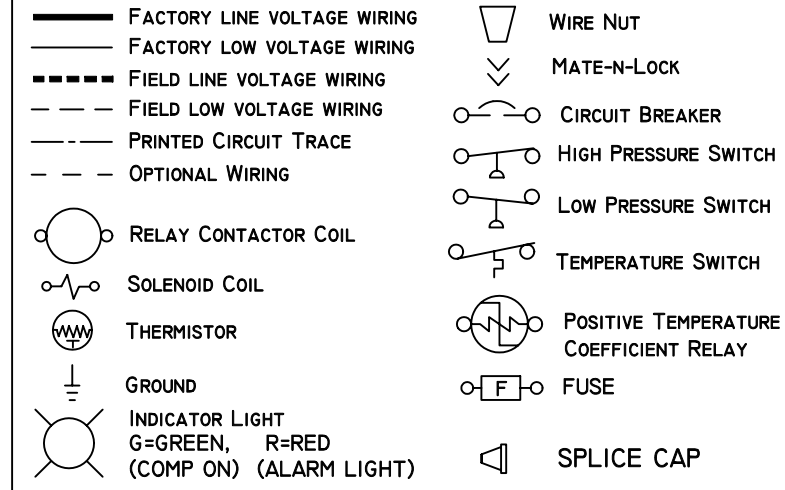 FACTORY LINE VOLTAGE WIRING
FACTORY LOW VOLTAGE WIRING
FIELD LINE VOLTAGE WIRING
FIELD LOW VOLTAGE WIRING
PRINTED CIRCUIT TRACE
OPTIONAL WIRING
RELAY CONTACTOR COIL
SOLENOID COIL
THERMISTOR
GROUND
INDICATOR LIGHT
G=GREEN, R=RED
(COMP ON) (ALARM LIGHT)
WIRE NUT
MATE-N-LOCK
CIRCUIT BREAKER
HIGH PRESSURE SWITCH
LOW PRESSURE SWITCH
TEMPERATURE SWITCH
POSITIVE TEMPERATURE
COEFFICIENT RELAY
F FUSE
SPLICE CAP